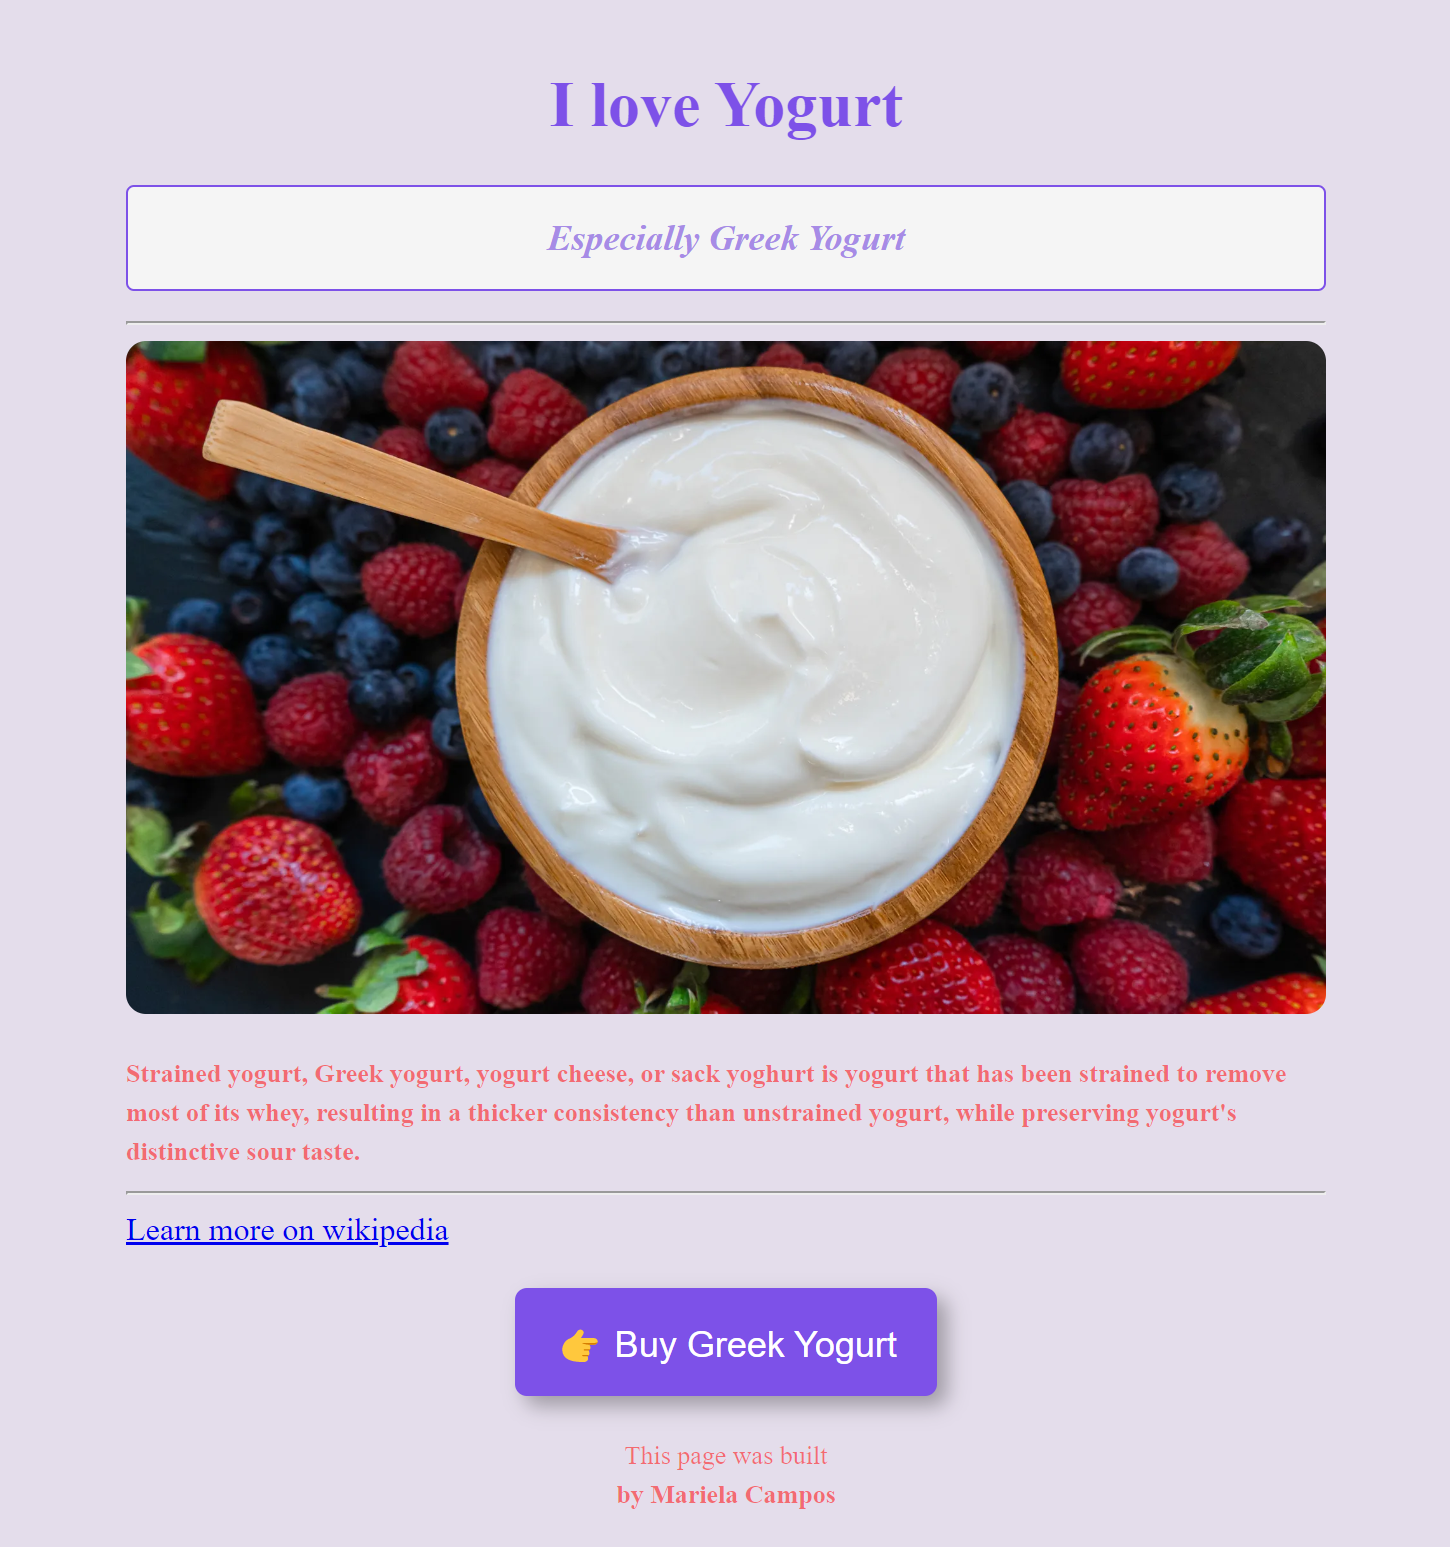 I love Yogurt
Especially Greek Yogurt
Strained yogurt, Greek yogurt, yogurt cheese, or sack yoghurt is yogurt that has been strained to remove
most of its whey, resulting in a thicker consistency than unstrained yogurt, while preserving yogurt's
distinctive sour taste.
Learn more on wikipedia
👉 Buy Greek Yogurt
This page was built
by Mariela Campos